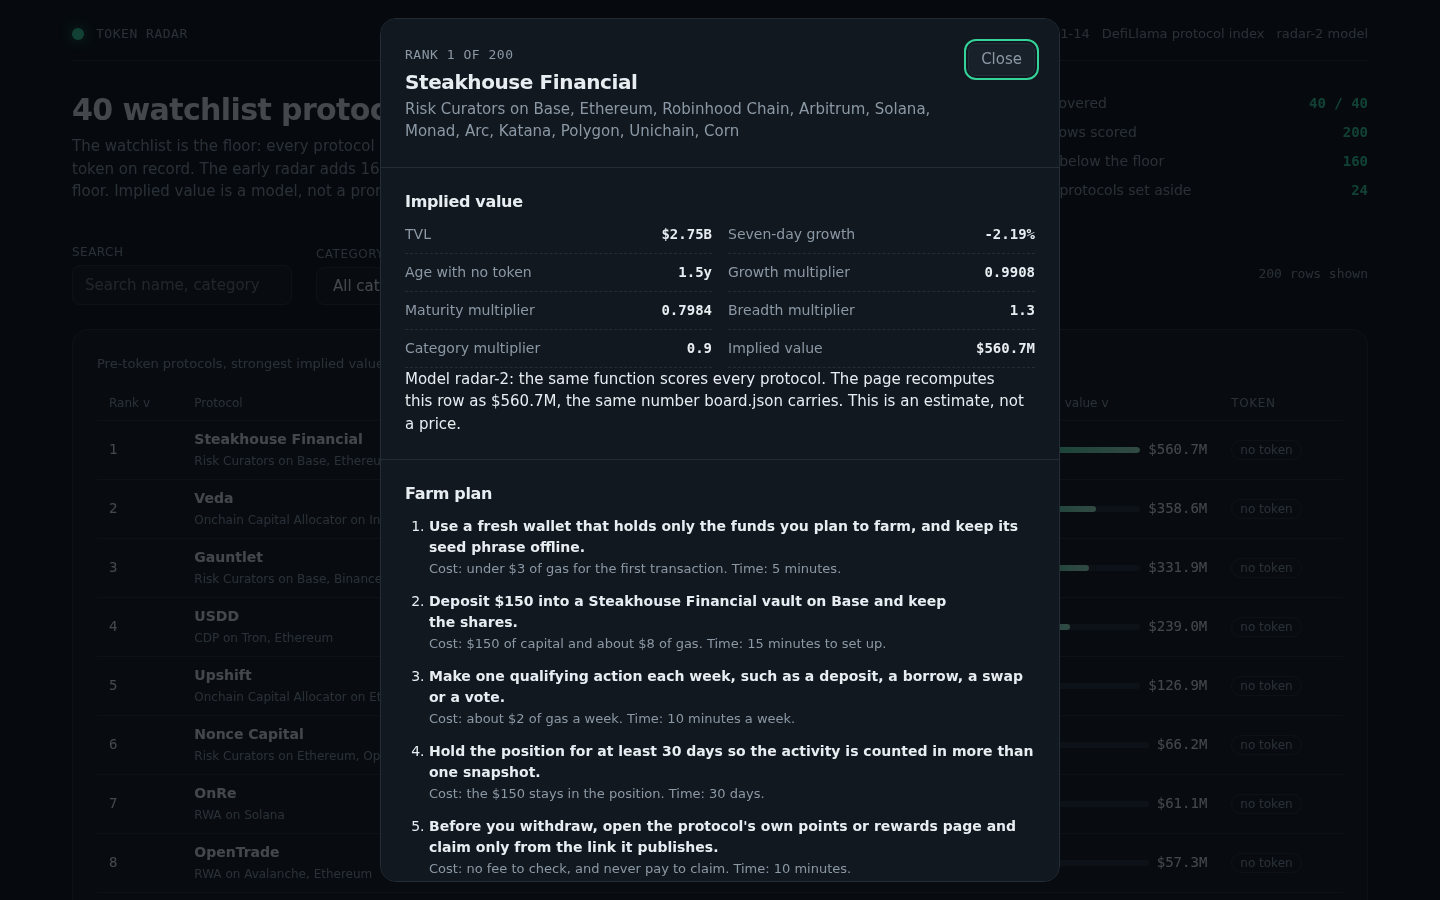 TOKEN RADAR
1-14 DefiLlama protocol index radar-2 model
40 watchlist protoc
The watchlist is the floor: every protocol
token on record. The early radar adds 16
floor. Implied value is a model, not a pron
overed 40 / 40
ows scored 200
below the floor 160
protocols set aside 24
SEARCH
Search name, category
CATEGORY
All cat
200 rows shown
Pre-token protocols, strongest implied value
Rank v Protocol value v TOKEN
1 Steakhouse Financial $560.7M no token
Risk Curators on Base, Ethereu
2 Veda $358.6M no token
Onchain Capital Allocator on In
3 Gauntlet $331.9M no token
Risk Curators on Base, Binance
4 USDD $239.0M no token
CDP on Tron, Ethereum
5 Upshift $126.9M no token
Onchain Capital Allocator on Et
6 Nonce Capital $66.2M no token
Risk Curators on Ethereum, Op
7 OnRe $61.1M no token
RWA on Solana
8 OpenTrade $57.3M no token
RWA on Avalanche, Ethereum
RANK 1 OF 200
Close
Steakhouse Financial
Risk Curators on Base, Ethereum, Robinhood Chain, Arbitrum, Solana,
Monad, Arc, Katana, Polygon, Unichain, Corn
Implied value
TVL $2.75B Seven-day growth -2.19%
Age with no token 1.5y Growth multiplier 0.9908
Maturity multiplier 0.7984 Breadth multiplier 1.3
Category multiplier 0.9 Implied value $560.7M
Model radar-2: the same function scores every protocol. The page recomputes
this row as $560.7M, the same number board.json carries. This is an estimate, not
a price.
Farm plan
1. Use a fresh wallet that holds only the funds you plan to farm, and keep its
seed phrase offline.
Cost: under $3 of gas for the first transaction. Time: 5 minutes.
2. Deposit $150 into a Steakhouse Financial vault on Base and keep
the shares.
Cost: $150 of capital and about $8 of gas. Time: 15 minutes to set up.
3. Make one qualifying action each week, such as a deposit, a borrow, a swap
or a vote.
Cost: about $2 of gas a week. Time: 10 minutes a week.
4. Hold the position for at least 30 days so the activity is counted in more than
one snapshot.
Cost: the $150 stays in the position. Time: 30 days.
5. Before you withdraw, open the protocol's own points or rewards page and
claim only from the link it publishes.
Cost: no fee to check, and never pay to claim. Time: 10 minutes.